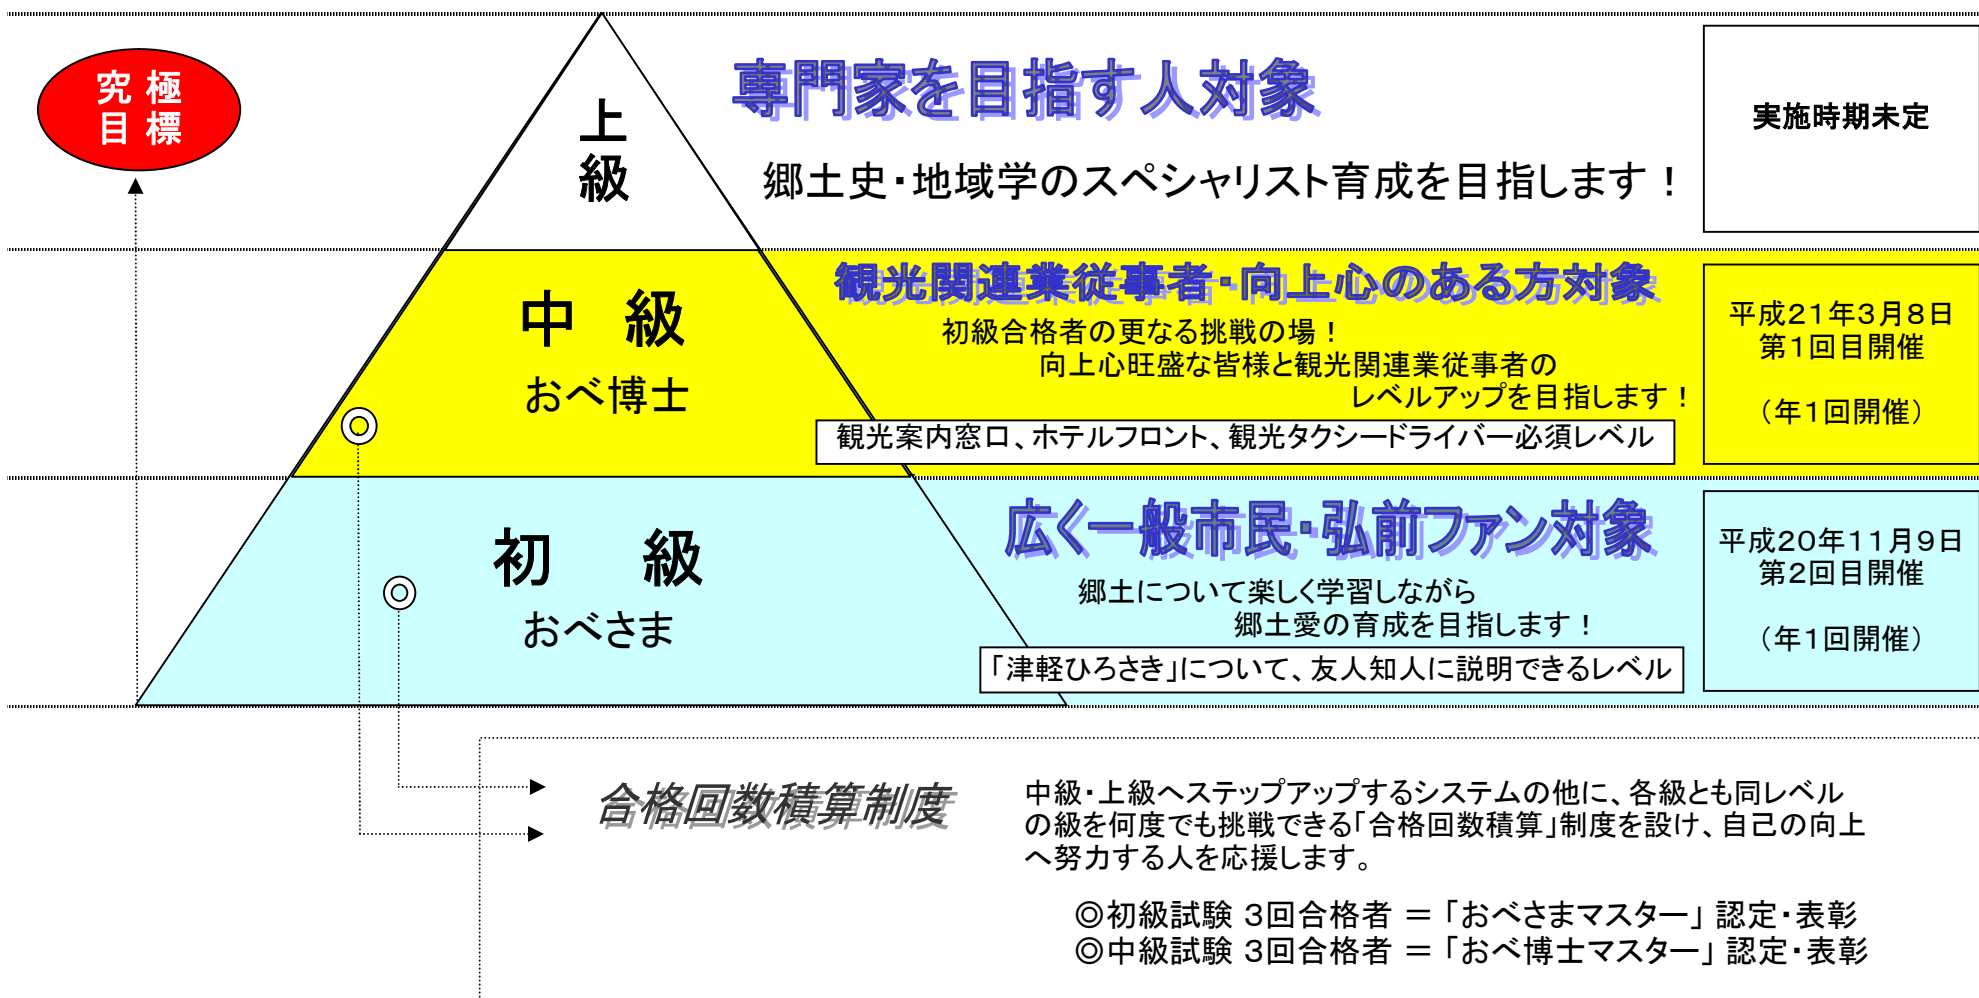 究 極
目 標
上
級
専門家を目指す人対象
郷土史・地域学のスペシャリスト育成を目指します！
実施時期未定
中 級
おべ博士
観光関連業従事者・向上心のある方対象
初級合格者の更なる挑戦の場！
向上心旺盛な皆様と観光関連業従事者の
レベルアップを目指します！
観光案内窓口、ホテルフロント、観光タクシードライバー必須レベル
平成21年3月8日
第1回目開催
（年1回開催）
初 級
おべさま
広く一般市民・弘前ファン対象
郷土について楽しく学習しながら
郷土愛の育成を目指します！
「津軽ひろさき」について、友人知人に説明できるレベル
平成20年11月9日
第2回目開催
（年1回開催）
合格回数積算制度
中級・上級へステップアップするシステムの他に、各級とも同レベル
の級を何度でも挑戦できる「合格回数積算」制度を設け、自己の向上
へ努力する人を応援します。
◎初級試験 3回合格者 ＝「おべさまマスター」 認定・表彰
◎中級試験 3回合格者 ＝「おべ博士マスター」 認定・表彰